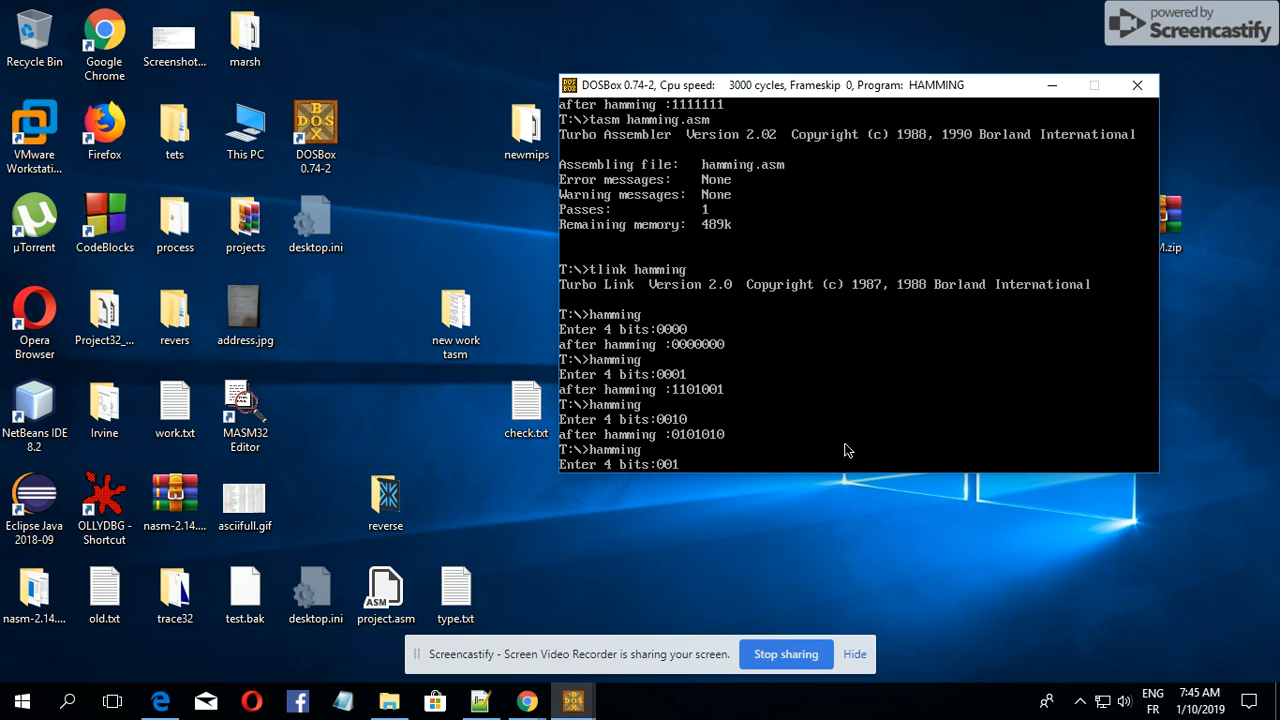 powered by
Screencastify
Recycle Bin
Google
Chrome
Screenshot...
marsh
DOSBox 0.74-2, Cpu speed: 3000 cycles, Frameskip 0, Program: HAMMING
after hamming :1111111
T:\>tasm hamming.asm
Turbo Assembler Version 2.02 Copyright (c) 1988, 1990 Borland International
Assembling file: hamming.asm
Error messages: None
Warning messages: None
Passes: 1
Remaining memory: 489k
T:\>tlink hamming
Turbo Link Version 2.0 Copyright (c) 1987, 1988 Borland International
T:\>hamming
Enter 4 bits:0000
after hamming :0000000
T:\>hamming
Enter 4 bits:0001
after hamming :1101001
T:\>hamming
Enter 4 bits:0010
after hamming :0101010
T:\>hamming
Enter 4 bits:001
VMware
Workstati...
Firefox
tets
This PC
DOSBox
0.74-2
newmips
µTorrent
CodeBlocks
process
projects
desktop.ini
M.zip
Opera
Browser
Project32_...
revers
address.jpg
new work
tasm
NetBeans IDE
8.2
Irvine
work.txt
MASM32
Editor
check.txt
Eclipse Java
2018-09
OLLYDBG -
Shortcut
nasm-2.14....
asciifull.gif
reverse
nasm-2.14....
old.txt
trace32
test.bak
desktop.ini
ASM
project.asm
type.txt
Screencastify - Screen Video Recorder is sharing your screen.
Stop sharing
Hide
ENG
FR
7:45 AM
1/10/2019